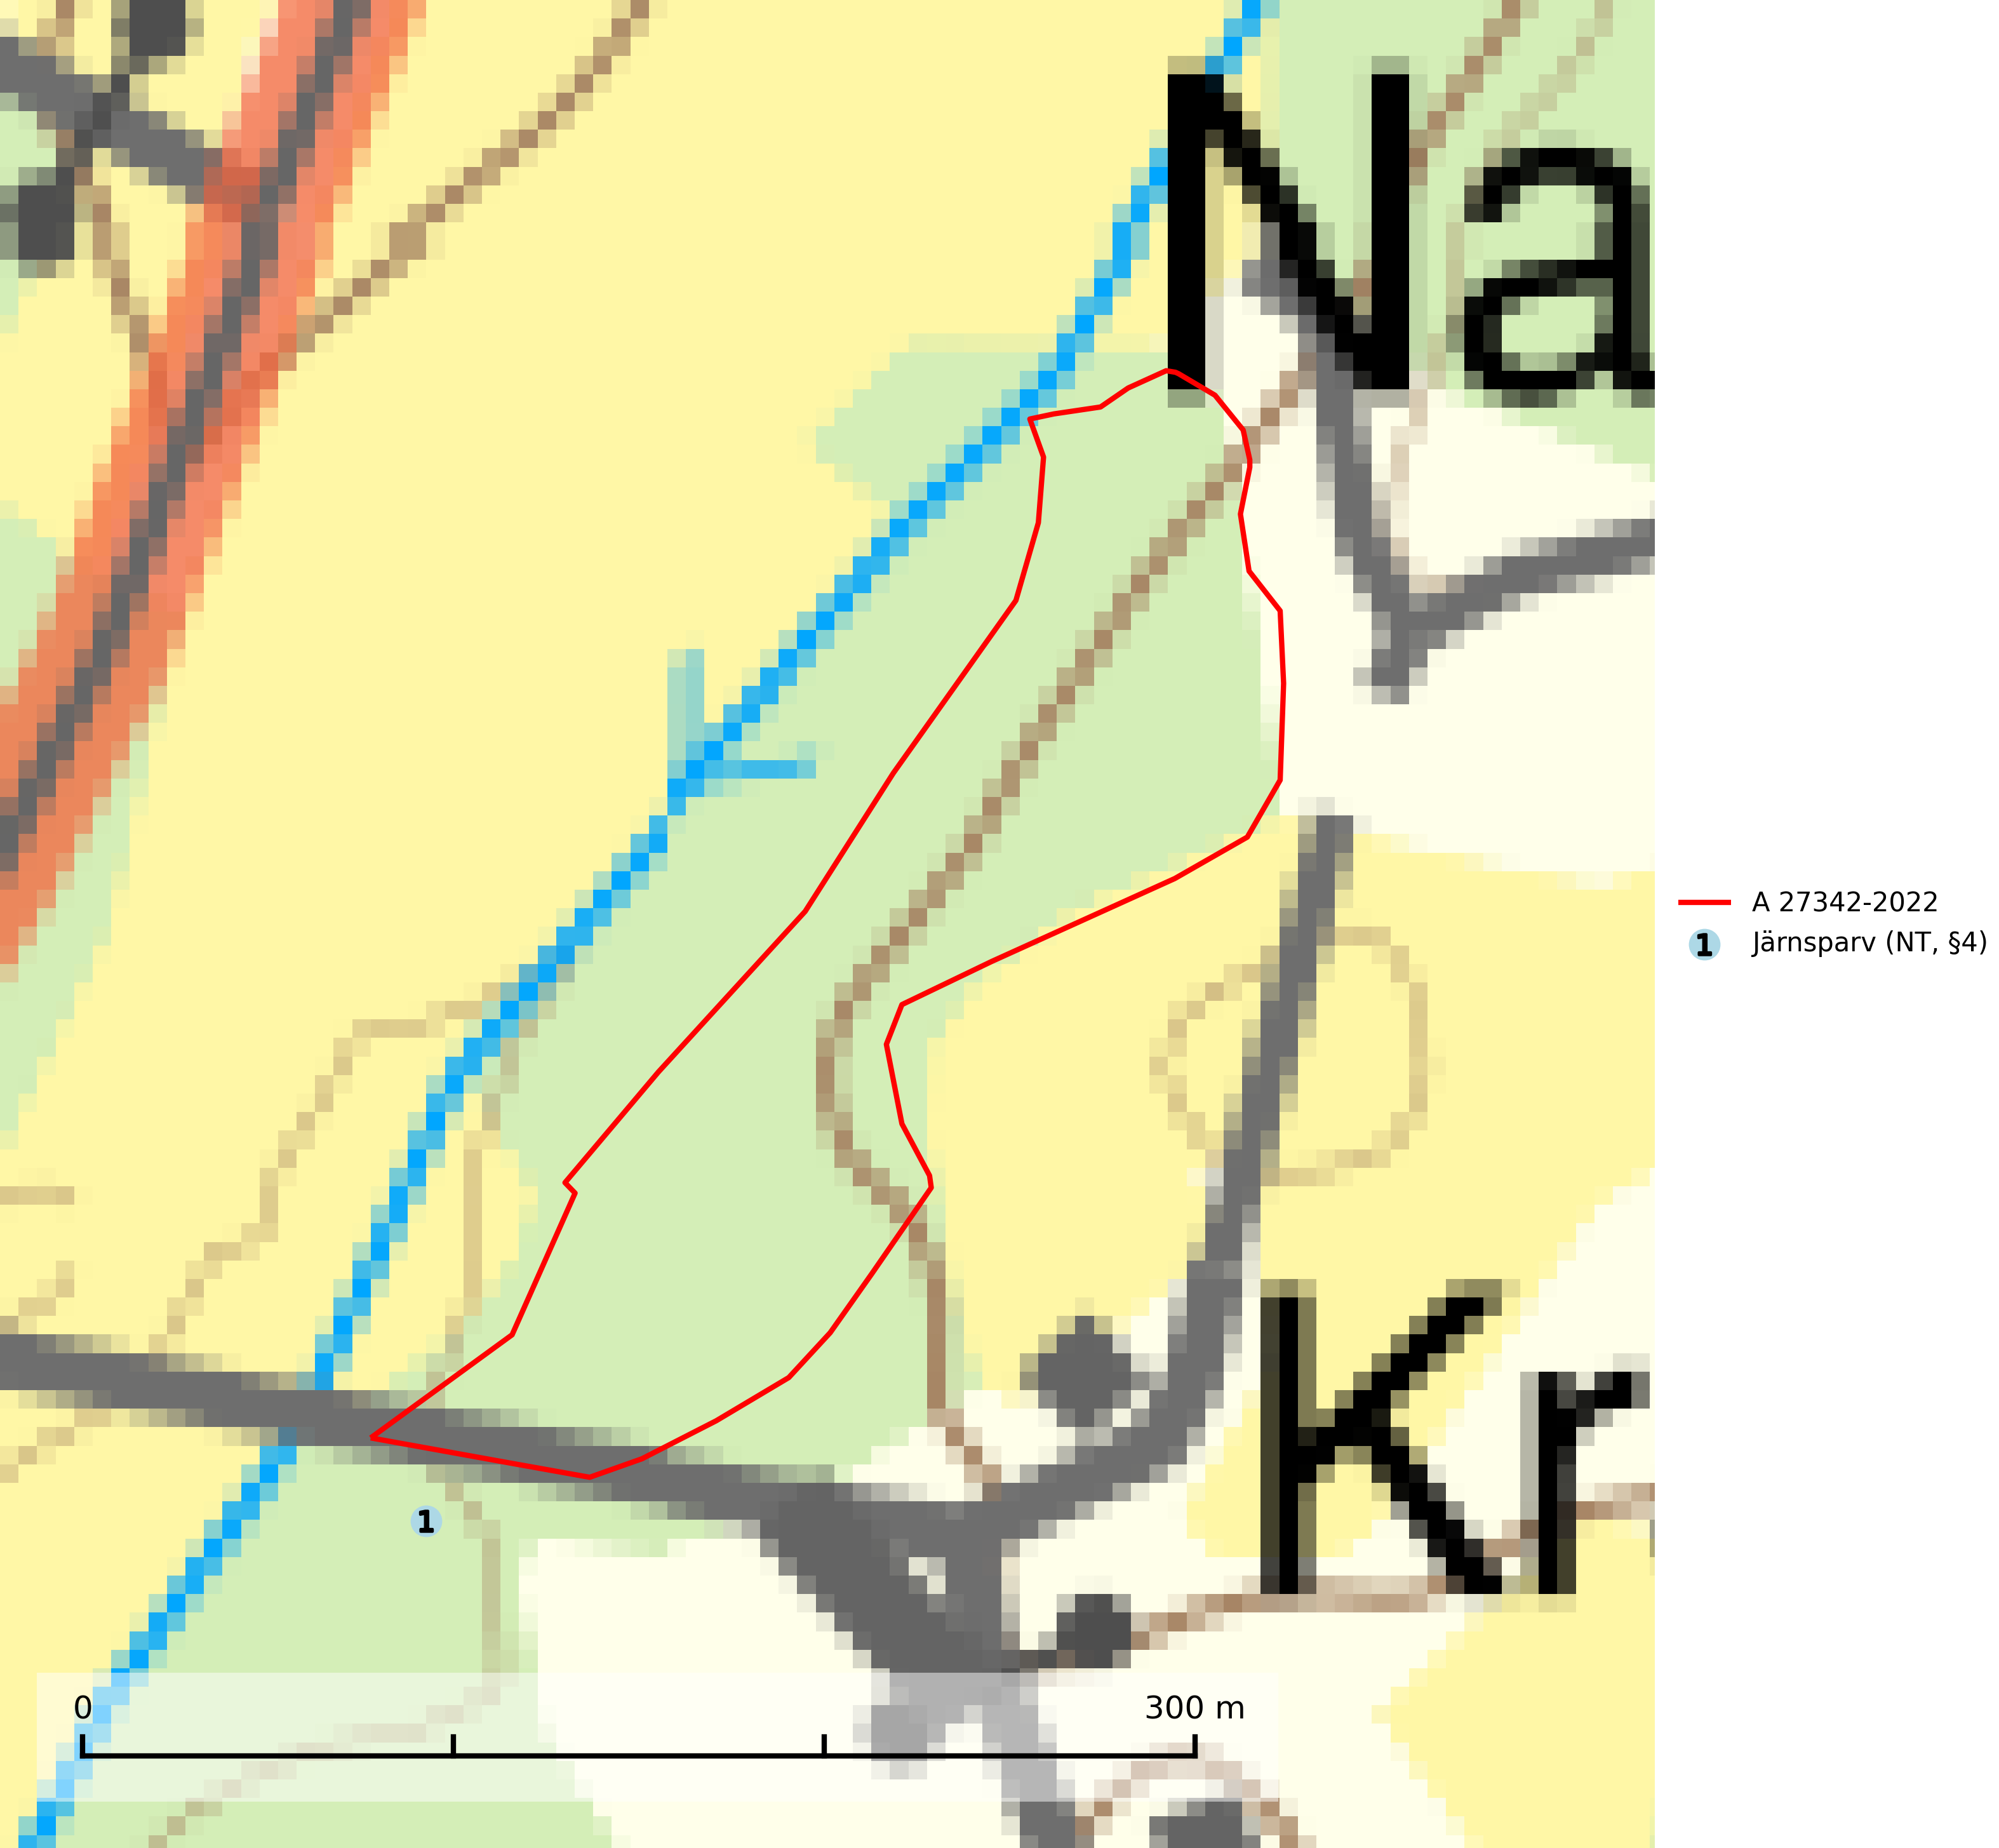 Na
A 27342-2022
1 Järnsparv (NT, §4)
Kr
1
0 300 m